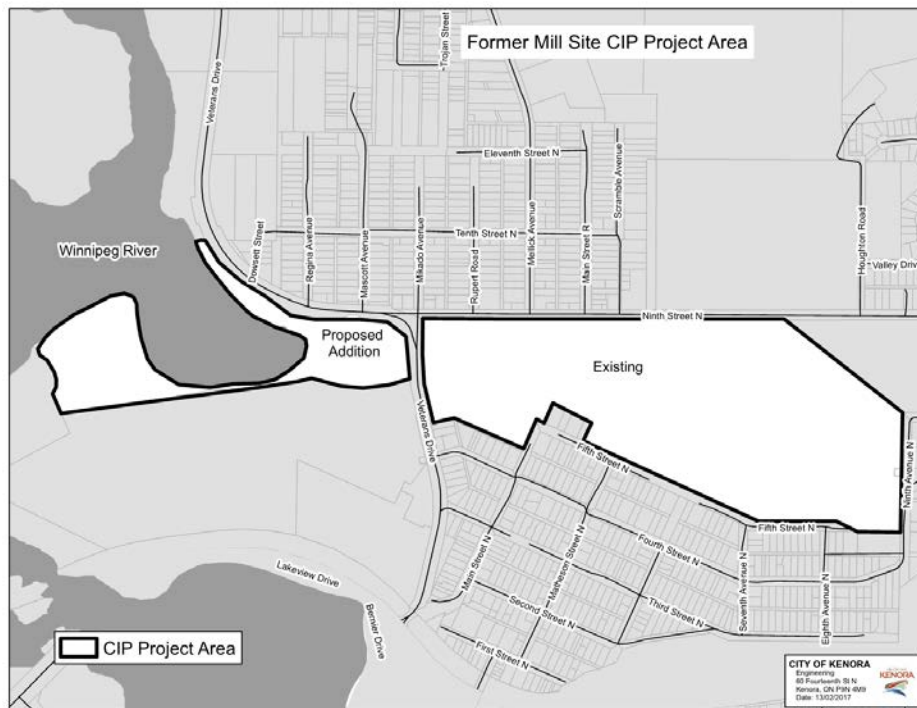 Former Mill Site CIP Project Area
Trojan Street
Veterans Drive
Eleventh Street N
Scramble Avenue
Houghton Road
Valley Drive
Winnipeg River
Dowsett Street
Regina Avenue
Mascott Avenue
Mikado Avenue
Tenth Street N
Rupert Road
Mellick Avenue
Main Street R
Ninth Street N
Proposed
Addition
Existing
Veterans Drive
Fifth Street N
Ninth Avenue N
Fifth Street N
Main Street N
Matheson Street N
Fourth Street N
Seventh Avenue N
Eighth Avenue N
Lakeview Drive
Bernier Drive
Second Street N
Third Street N
First Street N
CIP Project Area
CITY OF KENORA
Engineering
60 Fourteenth St N
Kenora, ON P9N 4M9
Date: 13/02/2017
KENORA